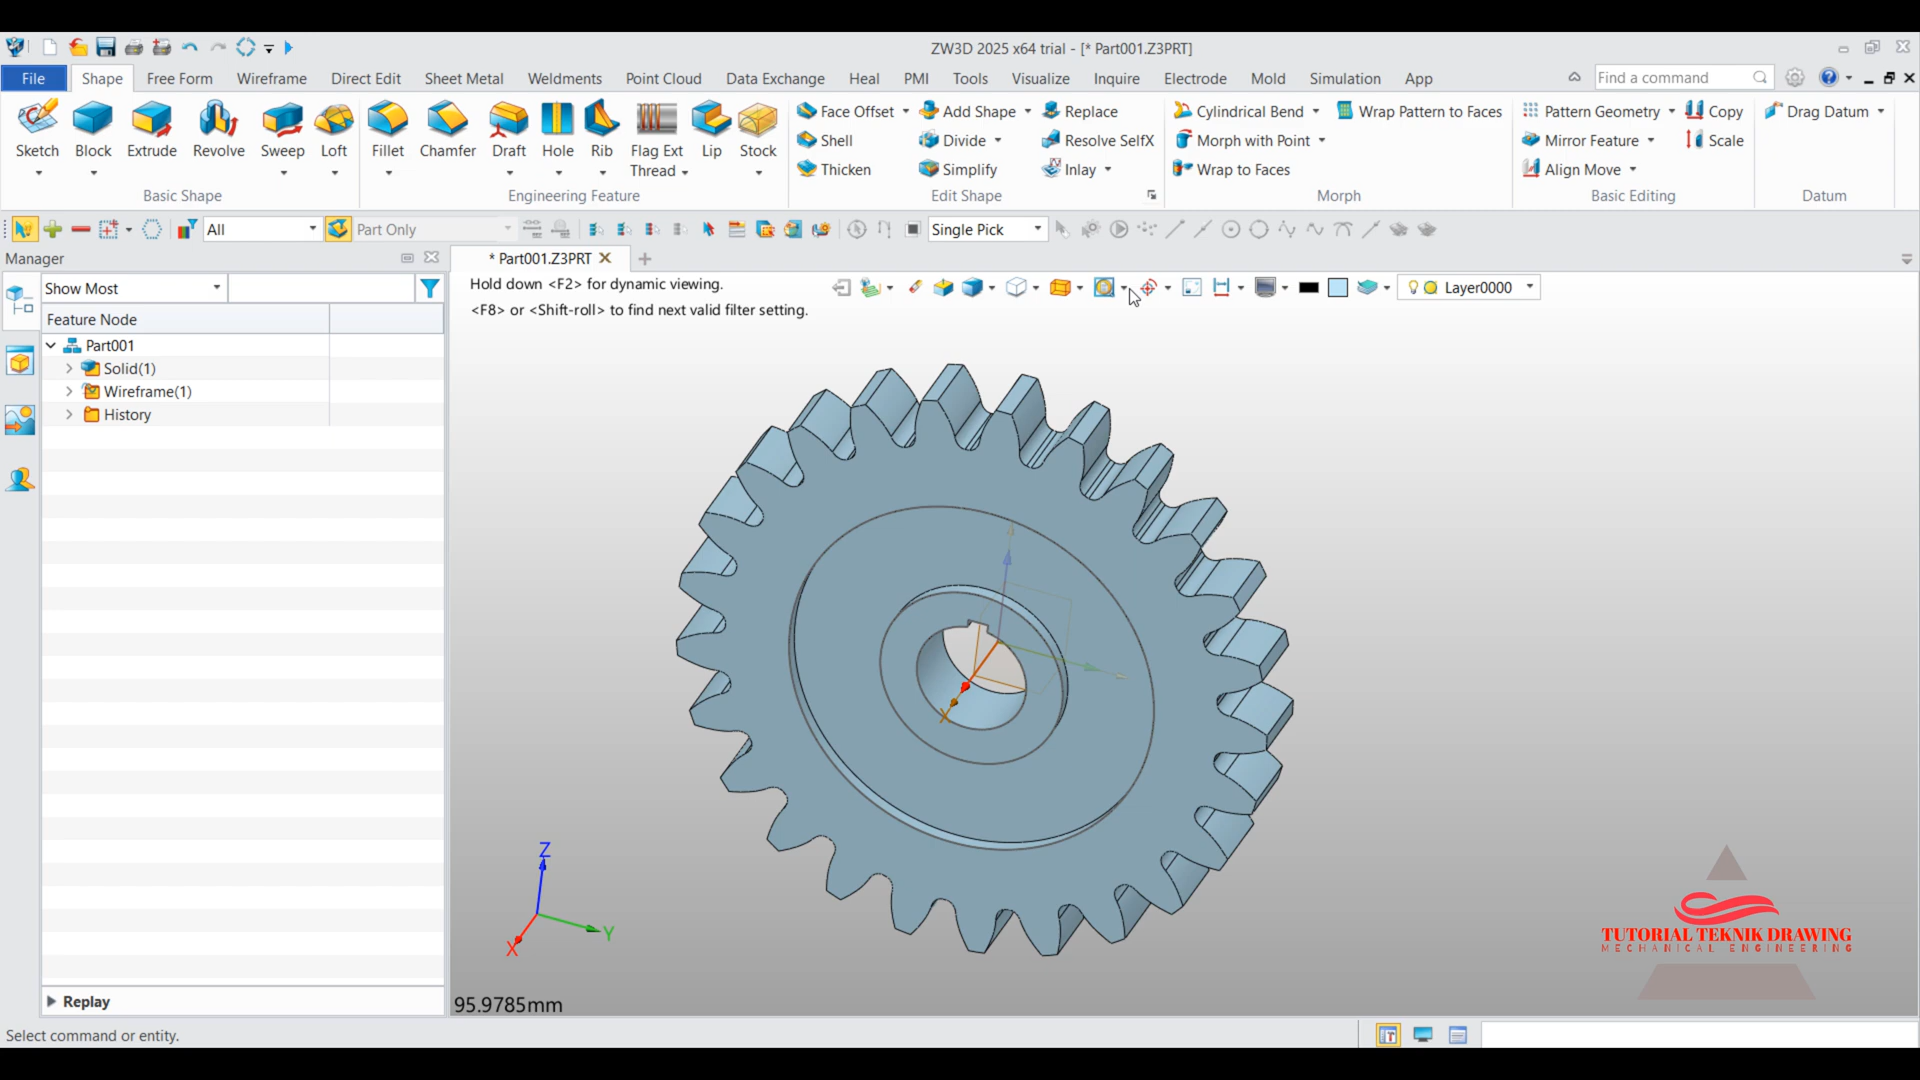 ZW3D 2025 x64 trial - [* Part001.Z3PRT]
File Shape Free Form Wireframe Direct Edit Sheet Metal Weldments Point Cloud Data Exchange Heal PMI Tools Visualize Inquire Electrode Mold Simulation App Find a command
Sketch Block Extrude Revolve Sweep Loft
Basic Shape
Fillet Chamfer Draft Hole Rib Flag Ext Thread Lip Stock
Engineering Feature
Face Offset Add Shape Replace
Shell Divide Resolve SelfX
Thicken Simplify Inlay
Edit Shape
Cylindrical Bend Wrap Pattern to Faces
Morph with Point
Wrap to Faces
Morph
Pattern Geometry Copy
Mirror Feature Scale
Align Move
Basic Editing
Drag Datum
Datum
All Part Only Single Pick
Manager
* Part001.Z3PRT
Show Most
Feature Node
Part001
Solid(1)
Wireframe(1)
History
Replay
Hold down <F2> for dynamic viewing.
<F8> or <Shift-roll> to find next valid filter setting.
Layer0000
X
Z
Y
X
95.9785mm
TUTORIAL TEKNIK DRAWING
MECHANICAL ENGINEERING
Select command or entity.